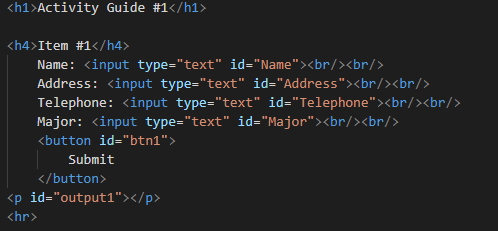 <h1>Activity Guide #1</h1>
<h4>Item #1</h4>
Name: <input type="text" id="Name"><br/><br/>
Address: <input type="text" id="Address"><br/><br/>
Telephone: <input type="text" id="Telephone"><br/><br/>
Major: <input type="text" id="Major"><br/><br/>
<button id="btn1">
Submit
</button>
<p id="output1"></p>
<hr>